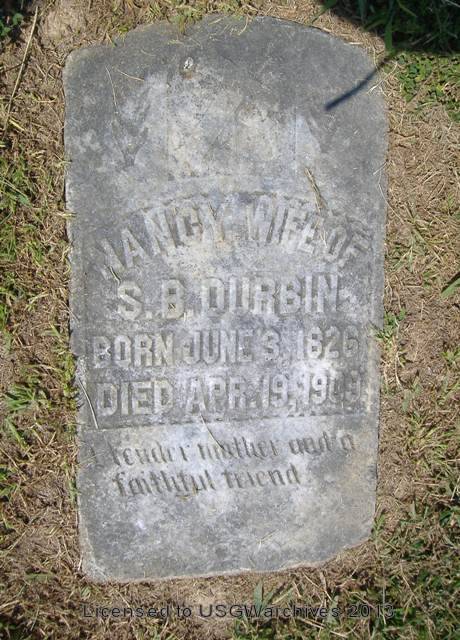 NANCY. WIFE OF
S. B. DURBIN
BORN JUNE 3, 1826
DIED APR. 19, 1909
A tender mother and a
faithful friend.
Licensed to USGWarchives 2013